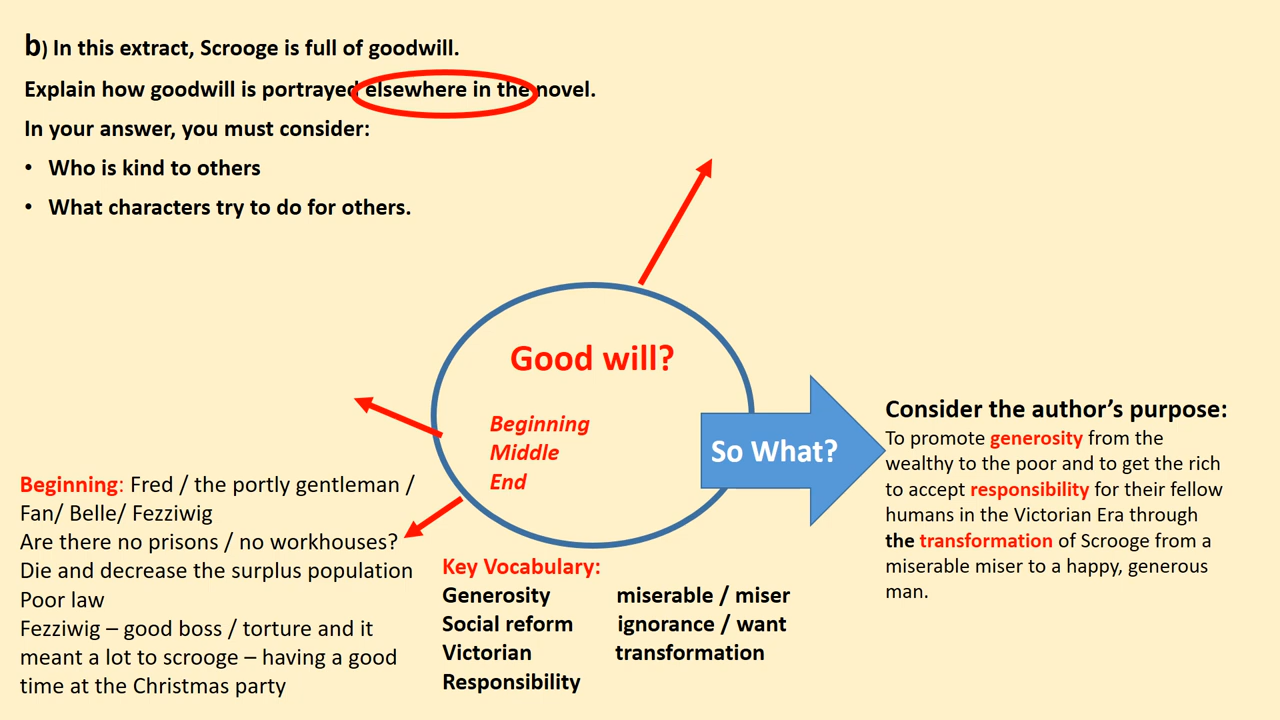 b) In this extract, Scrooge is full of goodwill.
Explain how goodwill is portrayed elsewhere in the novel.
In your answer, you must consider:
• Who is kind to others
• What characters try to do for others.
Good will?
Beginning
Middle
End
So What?
Consider the author's purpose:
To promote generosity from the
wealthy to the poor and to get the rich
to accept responsibility for their fellow
humans in the Victorian Era through
the transformation of Scrooge from a
miserable miser to a happy, generous
man.
Beginning: Fred / the portly gentleman /
Fan/ Belle/ Fezziwig
Are there no prisons / no workhouses?
Die and decrease the surplus population
Poor law
Fezziwig – good boss / torture and it
meant a lot to scrooge – having a good
time at the Christmas party
Key Vocabulary:
Generosity miserable / miser
Social reform ignorance / want
Victorian transformation
Responsibility